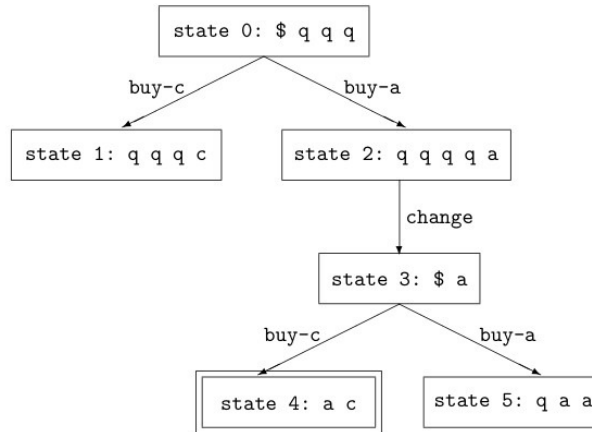 state 0: $ q q q
buy-c
buy-a
state 1: q q q c
state 2: q q q q a
change
state 3: $ a
buy-c
buy-a
state 4: a c
state 5: q a a